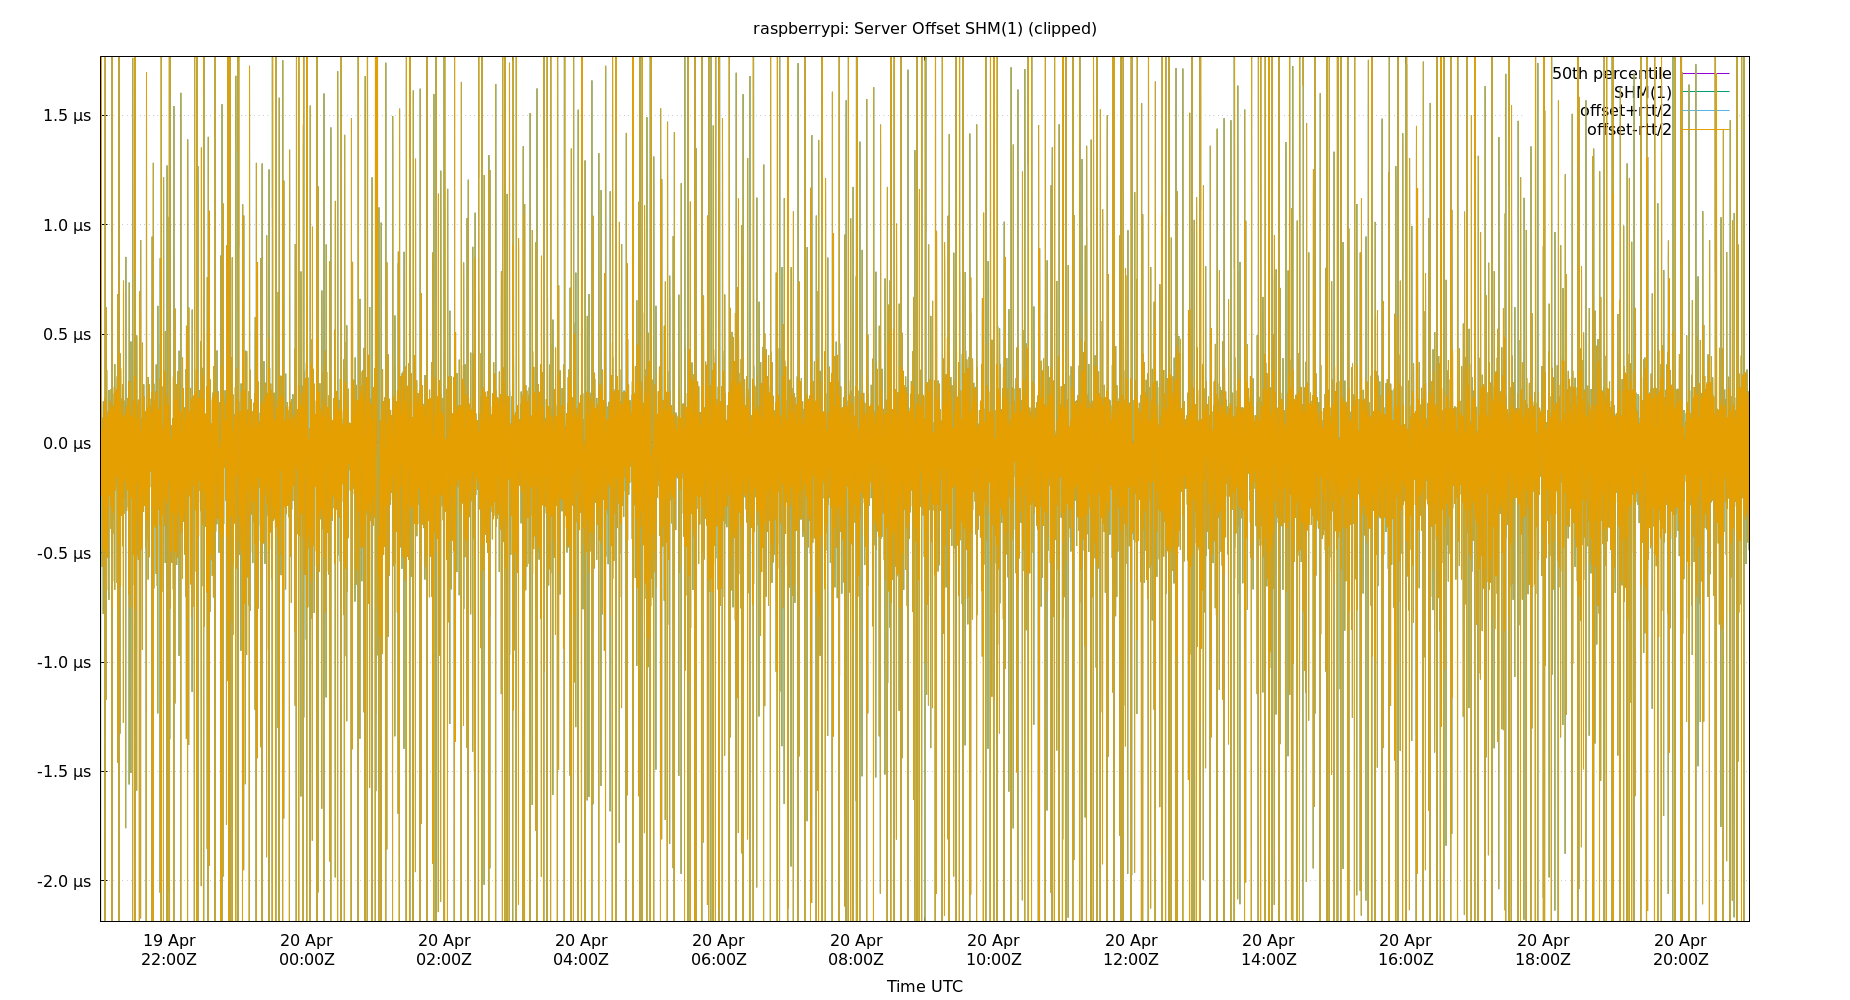 raspberrypi: Server Offset SHM(1) (clipped)
50th percentile
SHM(1)
offset+rtt/2
offset-rtt/2
1.5 µs
1.0 µs
0.5 µs
0.0 µs
-0.5 µs
-1.0 µs
-1.5 µs
-2.0 µs
19 Apr 20 Apr 20 Apr 20 Apr 20 Apr 20 Apr 20 Apr 20 Apr 20 Apr 20 Apr 20 Apr 20 Apr
22:00Z 00:00Z 02:00Z 04:00Z 06:00Z 08:00Z 10:00Z 12:00Z 14:00Z 16:00Z 18:00Z 20:00Z
Time UTC